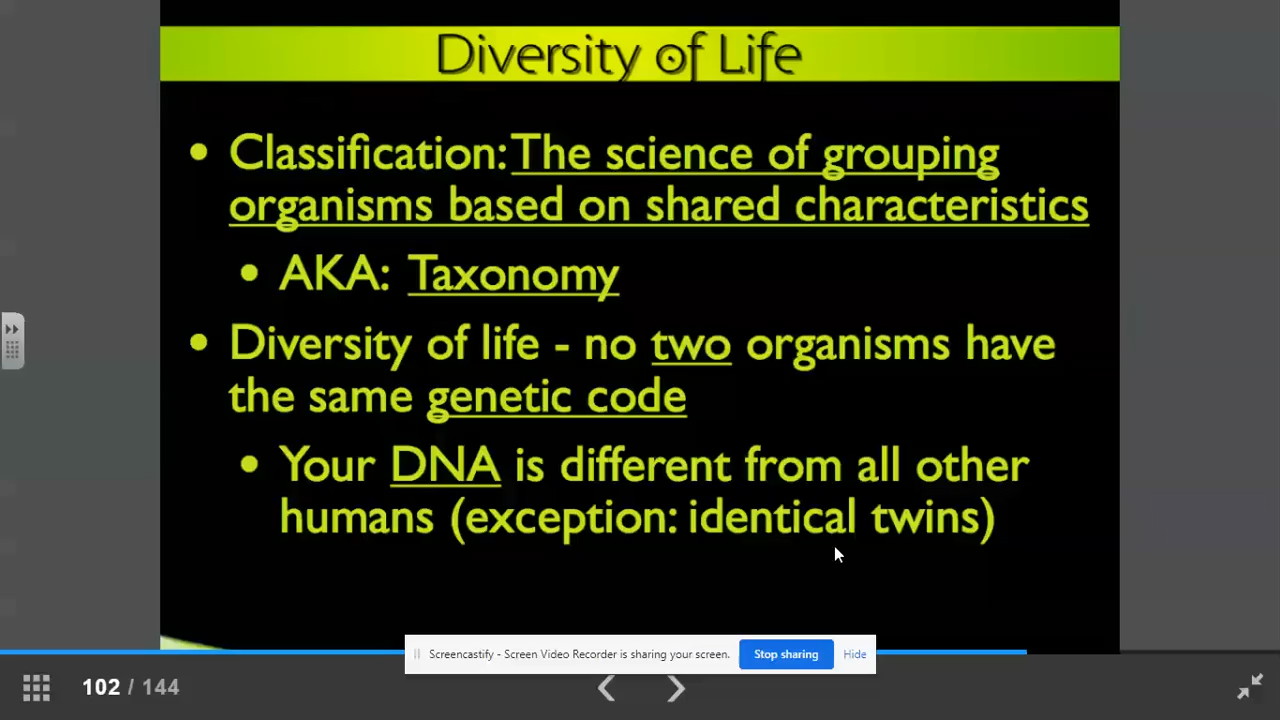 Diversity of Life
• Classification: The science of grouping
organisms based on shared characteristics
• AKA: Taxonomy
• Diversity of life - no two organisms have
the same genetic code
• Your DNA is different from all other
humans (exception: identical twins)
Screencastify - Screen Video Recorder is sharing your screen. Stop sharing Hide
102 / 144